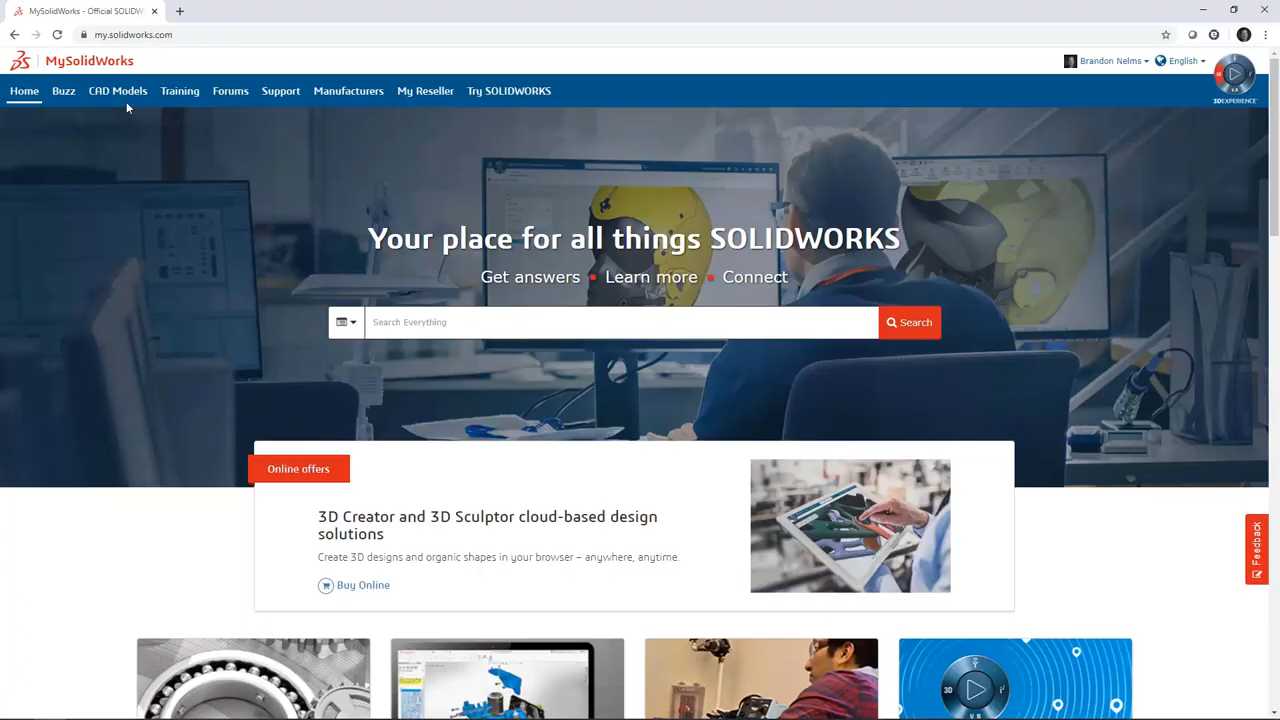 MySolidWorks - Official SOLIDW
my.solidworks.com
MySolidWorks
Brandon Nelms
English
Home Buzz CAD Models Training Forums Support Manufacturers My Reseller Try SOLIDWORKS
3DEXPERIENCE
Your place for all things SOLIDWORKS
Get answers Learn more Connect
Search Everything
Search
Online offers
3D Creator and 3D Sculptor cloud-based design
solutions
Create 3D designs and organic shapes in your browser – anywhere, anytime.
Buy Online
Feedback
3D
V.R